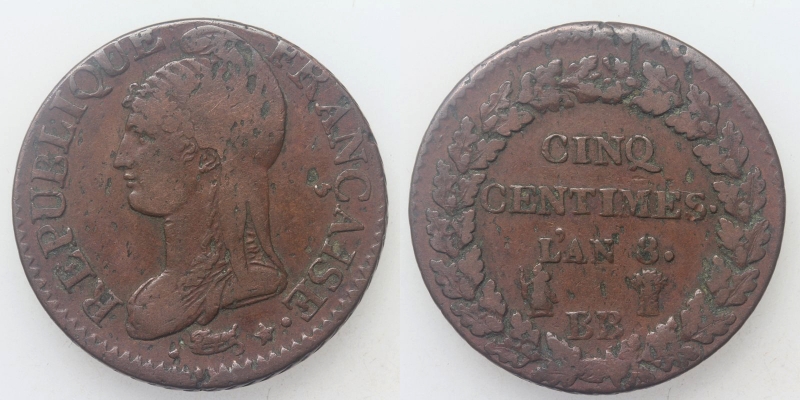 REPUBLIQUE FRANÇAISE.
CINQ
CENTIMES.
L'AN 8.
BB